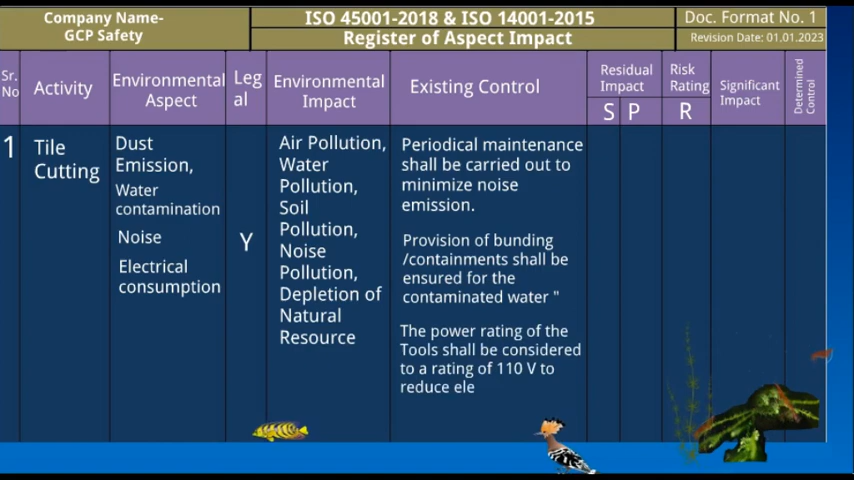 Company Name-
GCP Safety
ISO 45001-2018 & ISO 14001-2015
Register of Aspect Impact
Doc. Format No. 1
Revision Date: 01,01.2023
Sr.
No
Activity
Environmental
Aspect
Leg
al
Environmental
Impact
Existing Control
Residual
Impact
S P
Risk
Rating
R
Significant
Impact
Determined
Control
1
Tile
Cutting
Dust
Emission,
Water
contamination
Noise
Electrical
consumption
Y
Air Pollution,
Water
Pollution,
Soil
Pollution,
Noise
Pollution,
Depletion of
Natural
Resource
Periodical maintenance
shall be carried out to
minimize noise
emission.
Provision of bunding
/containments shall be
ensured for the
contaminated water "
The power rating of the
Tools shall be considered
to a rating of 110 V to
reduce ele